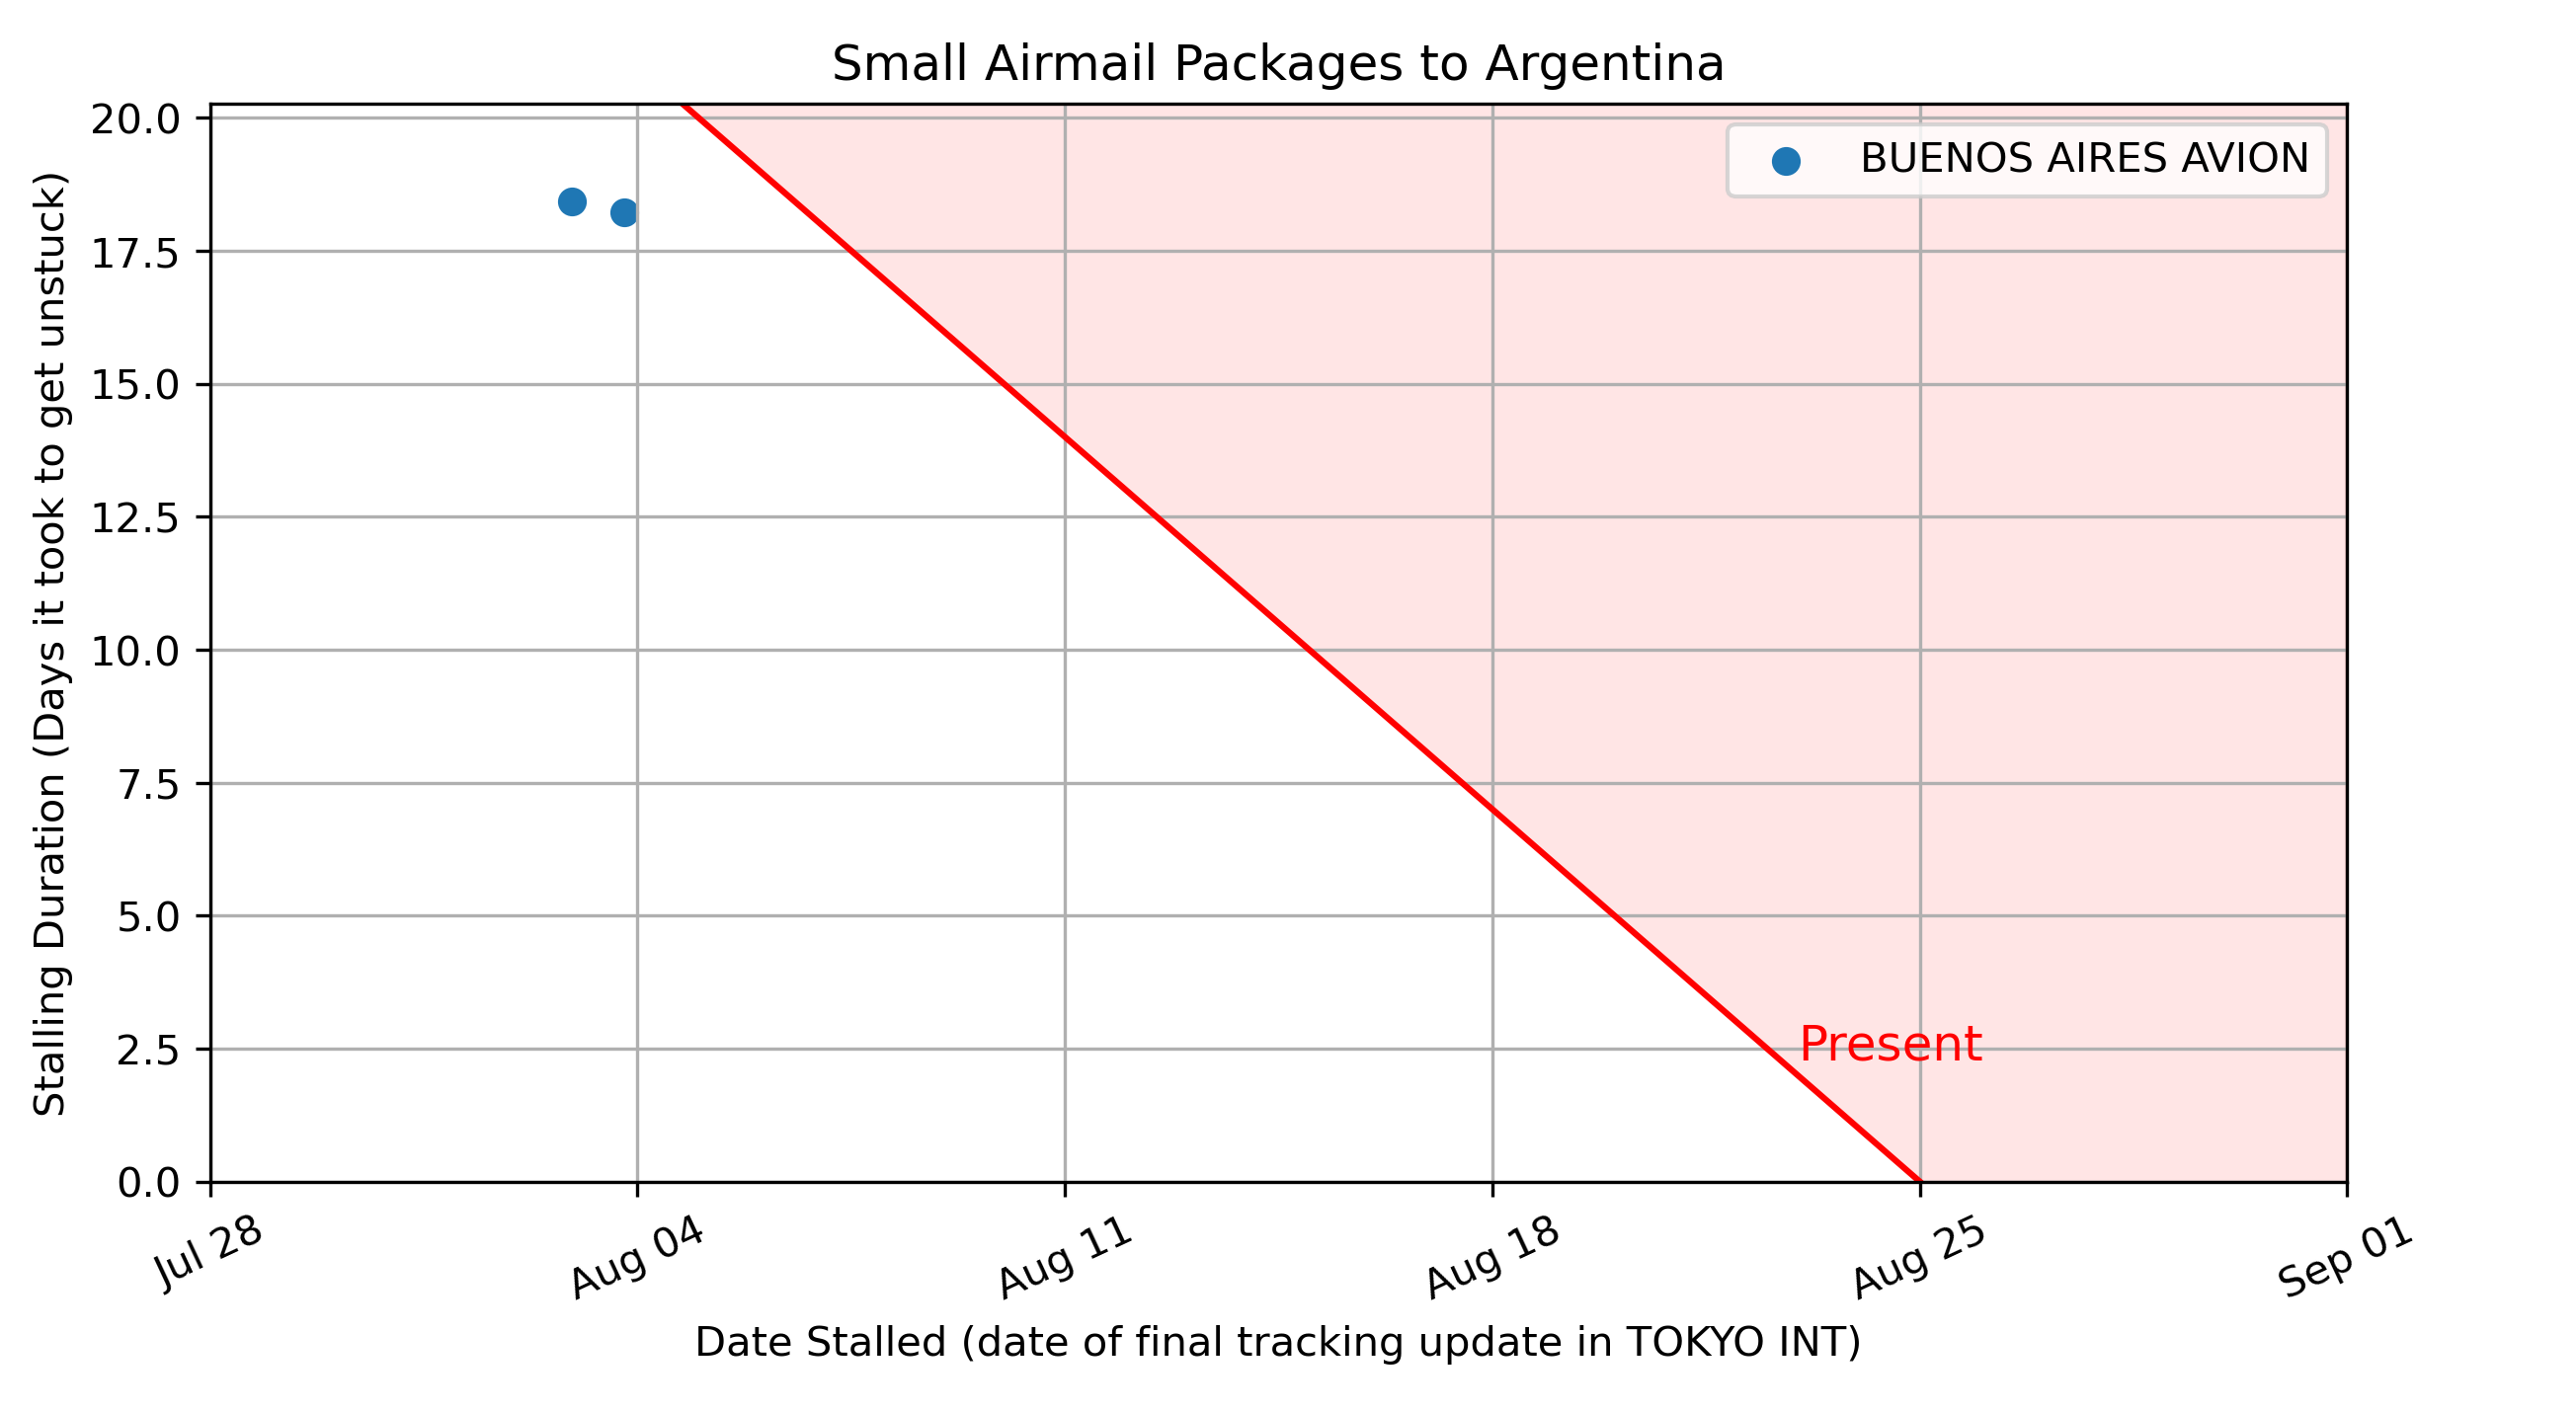 Small Airmail Packages to Argentina
BUENOS AIRES AVION
Stalling Duration (Days it took to get unstuck)
20.0
17.5
15.0
12.5
10.0
7.5
5.0
2.5
0.0
Present
Jul 28
Aug 04
Aug 11
Aug 18
Aug 25
Sep 01
Date Stalled (date of final tracking update in TOKYO INT)